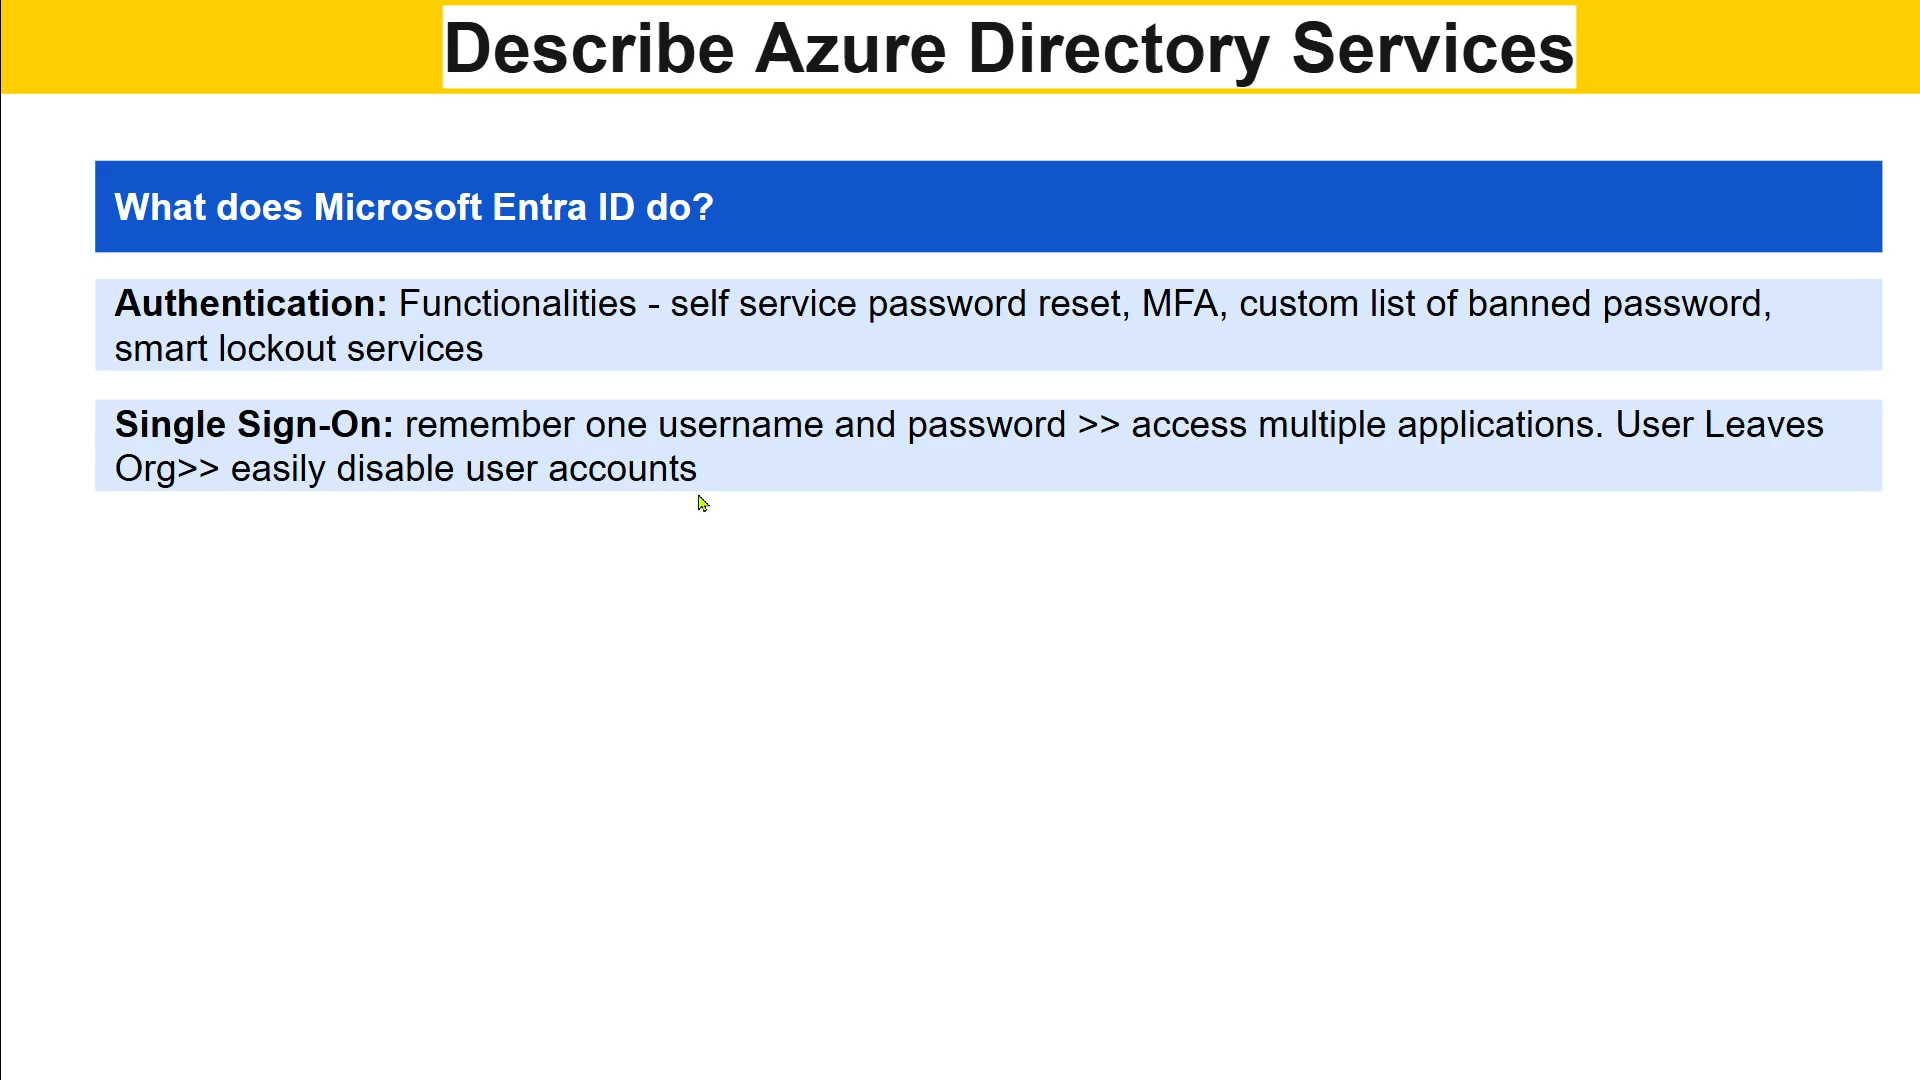 Describe Azure Directory Services
What does Microsoft Entra ID do?
Authentication: Functionalities - self service password reset, MFA, custom list of banned password,
smart lockout services
Single Sign-On: remember one username and password >> access multiple applications. User Leaves
Org>> easily disable user accounts